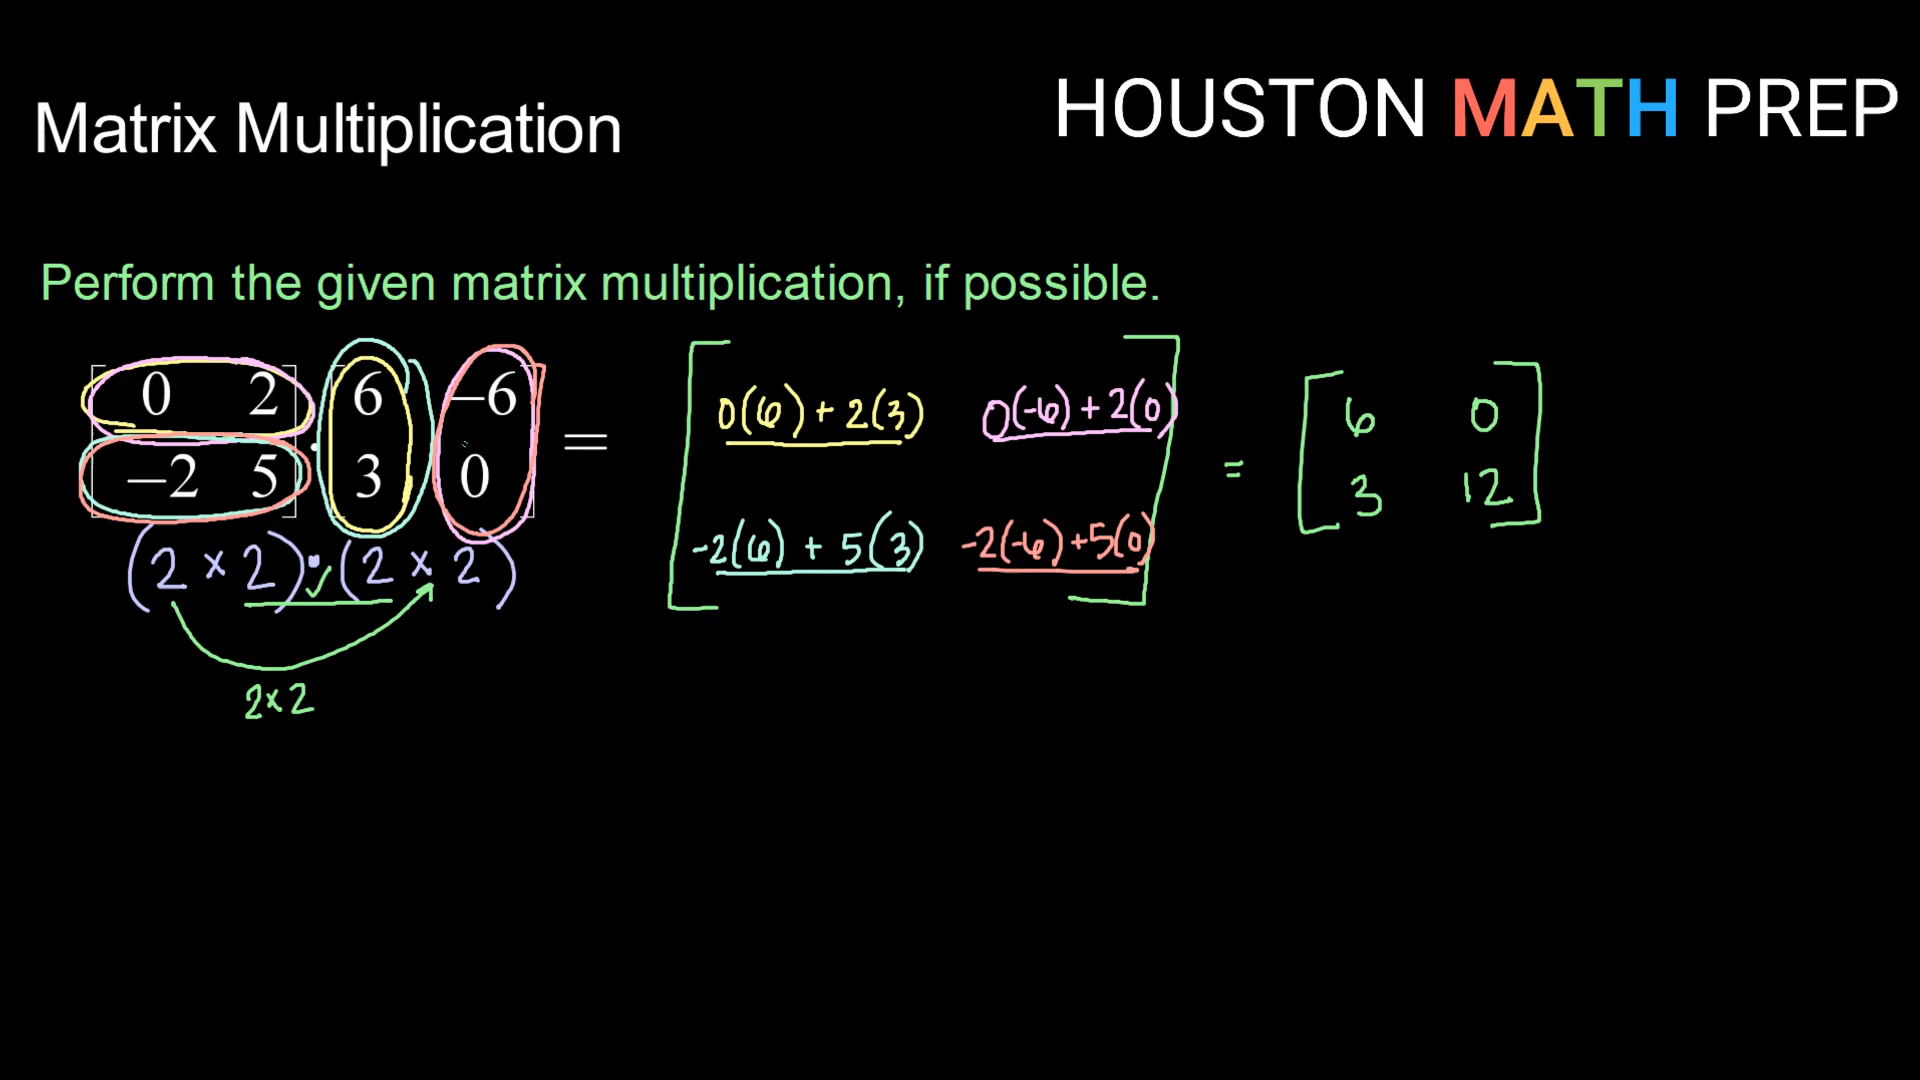 HOUSTON MATH PREP
Matrix Multiplication
Perform the given matrix multiplication, if possible.
[0 2] · [6 −6] = [0(6) + 2(3) 0(-6) + 2(0)] = [6 0]
[−2 5] [3 0] [-2(6) + 5(3) -2(-6) + 5(0)] [3 12]
(2 × 2) · ✓ (2 × 2)
2×2